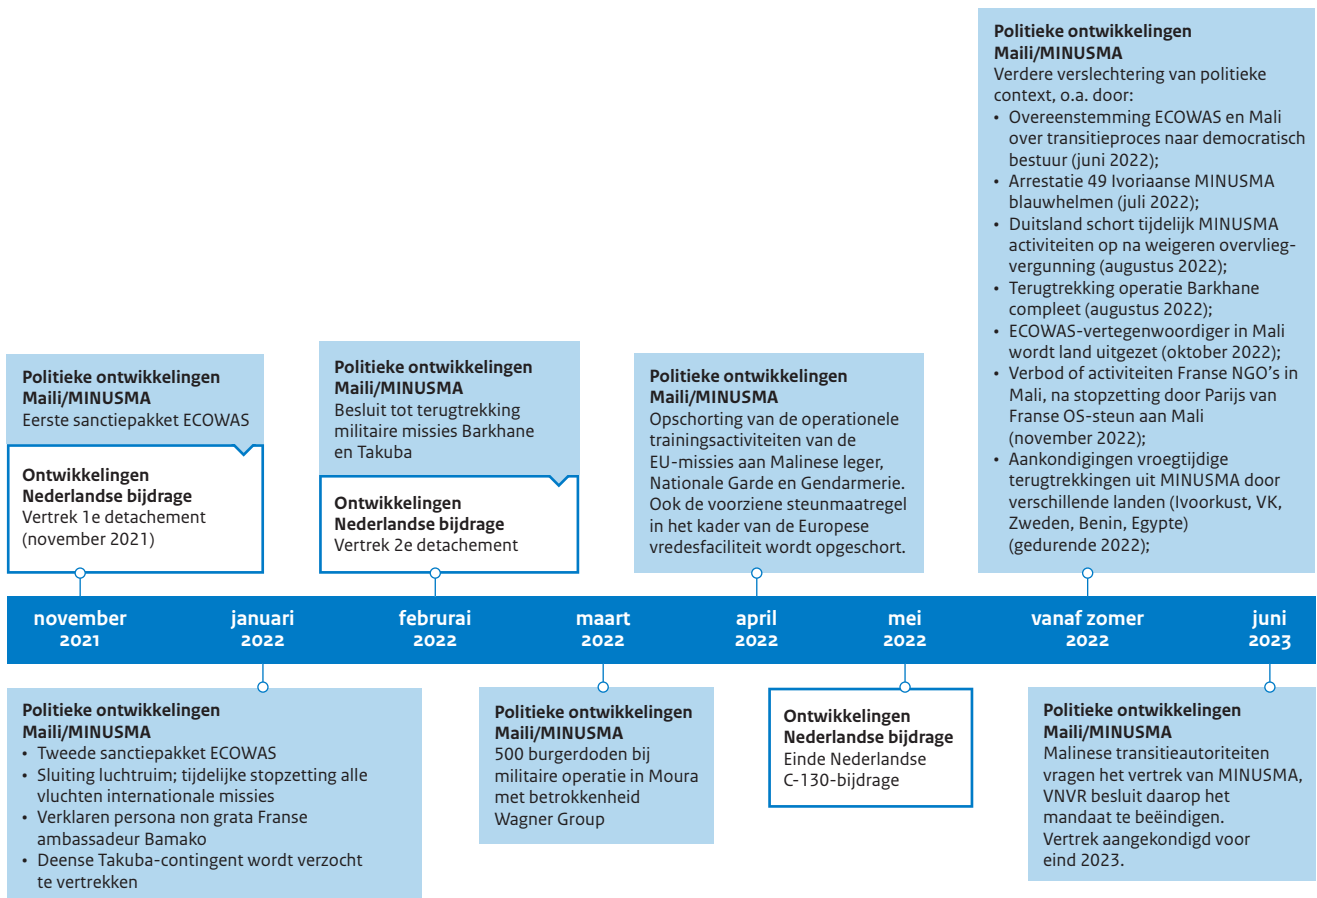 Politieke ontwikkelingen
Maili/MINUSMA
Eerste sanctiepakket ECOWAS
Ontwikkelingen
Nederlandse bijdrage
Vertrek 1e detachement
(november 2021)
Politieke ontwikkelingen
Maili/MINUSMA
Besluit tot terugtrekking
militaire missies Barkhane
en Takuba
Ontwikkelingen
Nederlandse bijdrage
Vertrek 2e detachement
Politieke ontwikkelingen
Maili/MINUSMA
Opschorting van de operationele
trainingsactiviteiten van de
EU-missies aan Malinese leger,
Nationale Garde en Gendarmerie.
Ook de voorziene steunmaatregel
in het kader van de Europese
vredesfaciliteit wordt opgeschort.
Politieke ontwikkelingen
Maili/MINUSMA
Verdere verslechtering van politieke
context, o.a. door:
• Overeenstemming ECOWAS en Mali
over transitieproces naar democratisch
bestuur (juni 2022);
• Arrestatie 49 Ivoriaanse MINUSMA
blauwhelmen (juli 2022);
• Duitsland schort tijdelijk MINUSMA
activiteiten op na weigeren overvlieg-
vergunning (augustus 2022);
• Terugtrekking operatie Barkhane
compleet (augustus 2022);
• ECOWAS-vertegenwoordiger in Mali
wordt land uitgezet (oktober 2022);
• Verbod of activiteiten Franse NGO's in
Mali, na stopzetting door Parijs van
Franse OS-steun aan Mali
(november 2022);
• Aankondigingen vroegtijdige
terugtrekkingen uit MINUSMA door
verschillende landen (Ivoorkust, VK,
Zweden, Benin, Egypte)
(gedurende 2022);
november
2021
januari
2022
februrai
2022
maart
2022
april
2022
mei
2022
vanaf zomer
2022
juni
2023
Politieke ontwikkelingen
Maili/MINUSMA
• Tweede sanctiepakket ECOWAS
• Sluiting luchtruim; tijdelijke stopzetting alle
vluchten internationale missies
• Verklaren persona non grata Franse
ambassadeur Bamako
• Deense Takuba-contingent wordt verzocht
te vertrekken
Politieke ontwikkelingen
Maili/MINUSMA
500 burgerdoden bij
militaire operatie in Moura
met betrokkenheid
Wagner Group
Ontwikkelingen
Nederlandse bijdrage
Einde Nederlandse
C-130-bijdrage
Politieke ontwikkelingen
Maili/MINUSMA
Malinese transitieautoriteiten
vragen het vertrek van MINUSMA,
VNVR besluit daarop het
mandaat te beëindigen.
Vertrek aangekondigd voor
eind 2023.